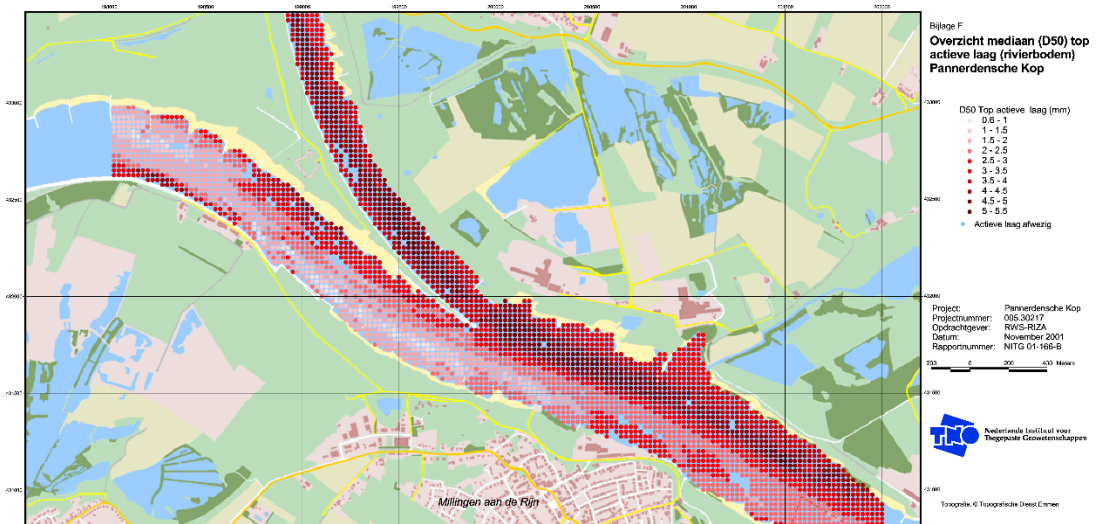 Bijlage F
Overzicht mediaan (D50) top
actieve laag (rivierbodem)
Pannerdensche Kop
D50 Top actieve laag (mm)
0.6 - 1
1 - 1.5
1.5 - 2
2 - 2.5
2.5 - 3
3 - 3.5
3.5 - 4
4 - 4.5
4.5 - 5
5 - 5.5
Actieve laag afwezig
Project: Pannerdensche Kop
Projectnummer: 005.30217
Opdrachtgever: RWS-RIZA
Datum: November 2001
Rapportnummer: NITG 01-166-B
200 0 200 400 Meters
TNO
Nederlands Instituut voor
Toegepaste Geowetenschappen
Topografie: © Topografische Dienst Emmen
Millingen aan de Rijn